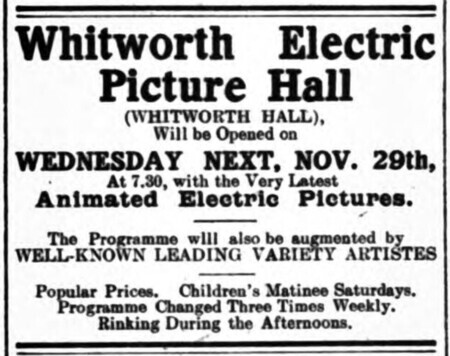 Whitworth Electric
Picture Hall
(WHITWORTH HALL),
Will be Opened on
WEDNESDAY NEXT, NOV. 29th,
At 7.30, with the Very Latest
Animated Electric Pictures.
The Programme will also be augmented by
WELL-KNOWN LEADING VARIETY ARTISTES
Popular Prices. Children's Matinee Saturdays.
Programme Changed Three Times Weekly.
Rinking During the Afternoons.